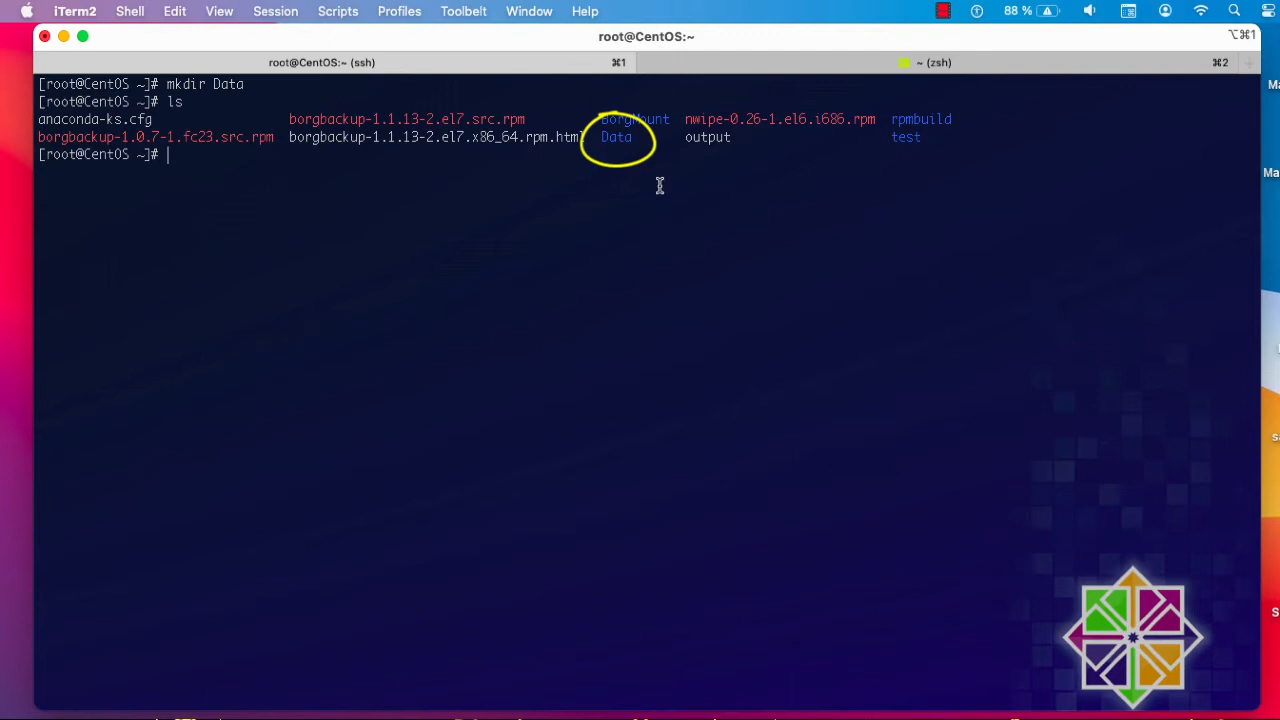 iTerm2 Shell Edit View Session Scripts Profiles Toolbelt Window Help 88 %
root@CentOS:~ ⌥⌘1
root@CentOS:~ (ssh) ⌘1 ~ (zsh) ⌘2
[root@CentOS ~]# mkdir Data
[root@CentOS ~]# ls
anaconda-ks.cfg borgbackup-1.1.13-2.el7.src.rpm BorgMount nwipe-0.26-1.el6.i686.rpm rpmbuild
borgbackup-1.0.7-1.fc23.src.rpm borgbackup-1.1.13-2.el7.x86_64.rpm.html Data output test
[root@CentOS ~]#
Ma
Ma